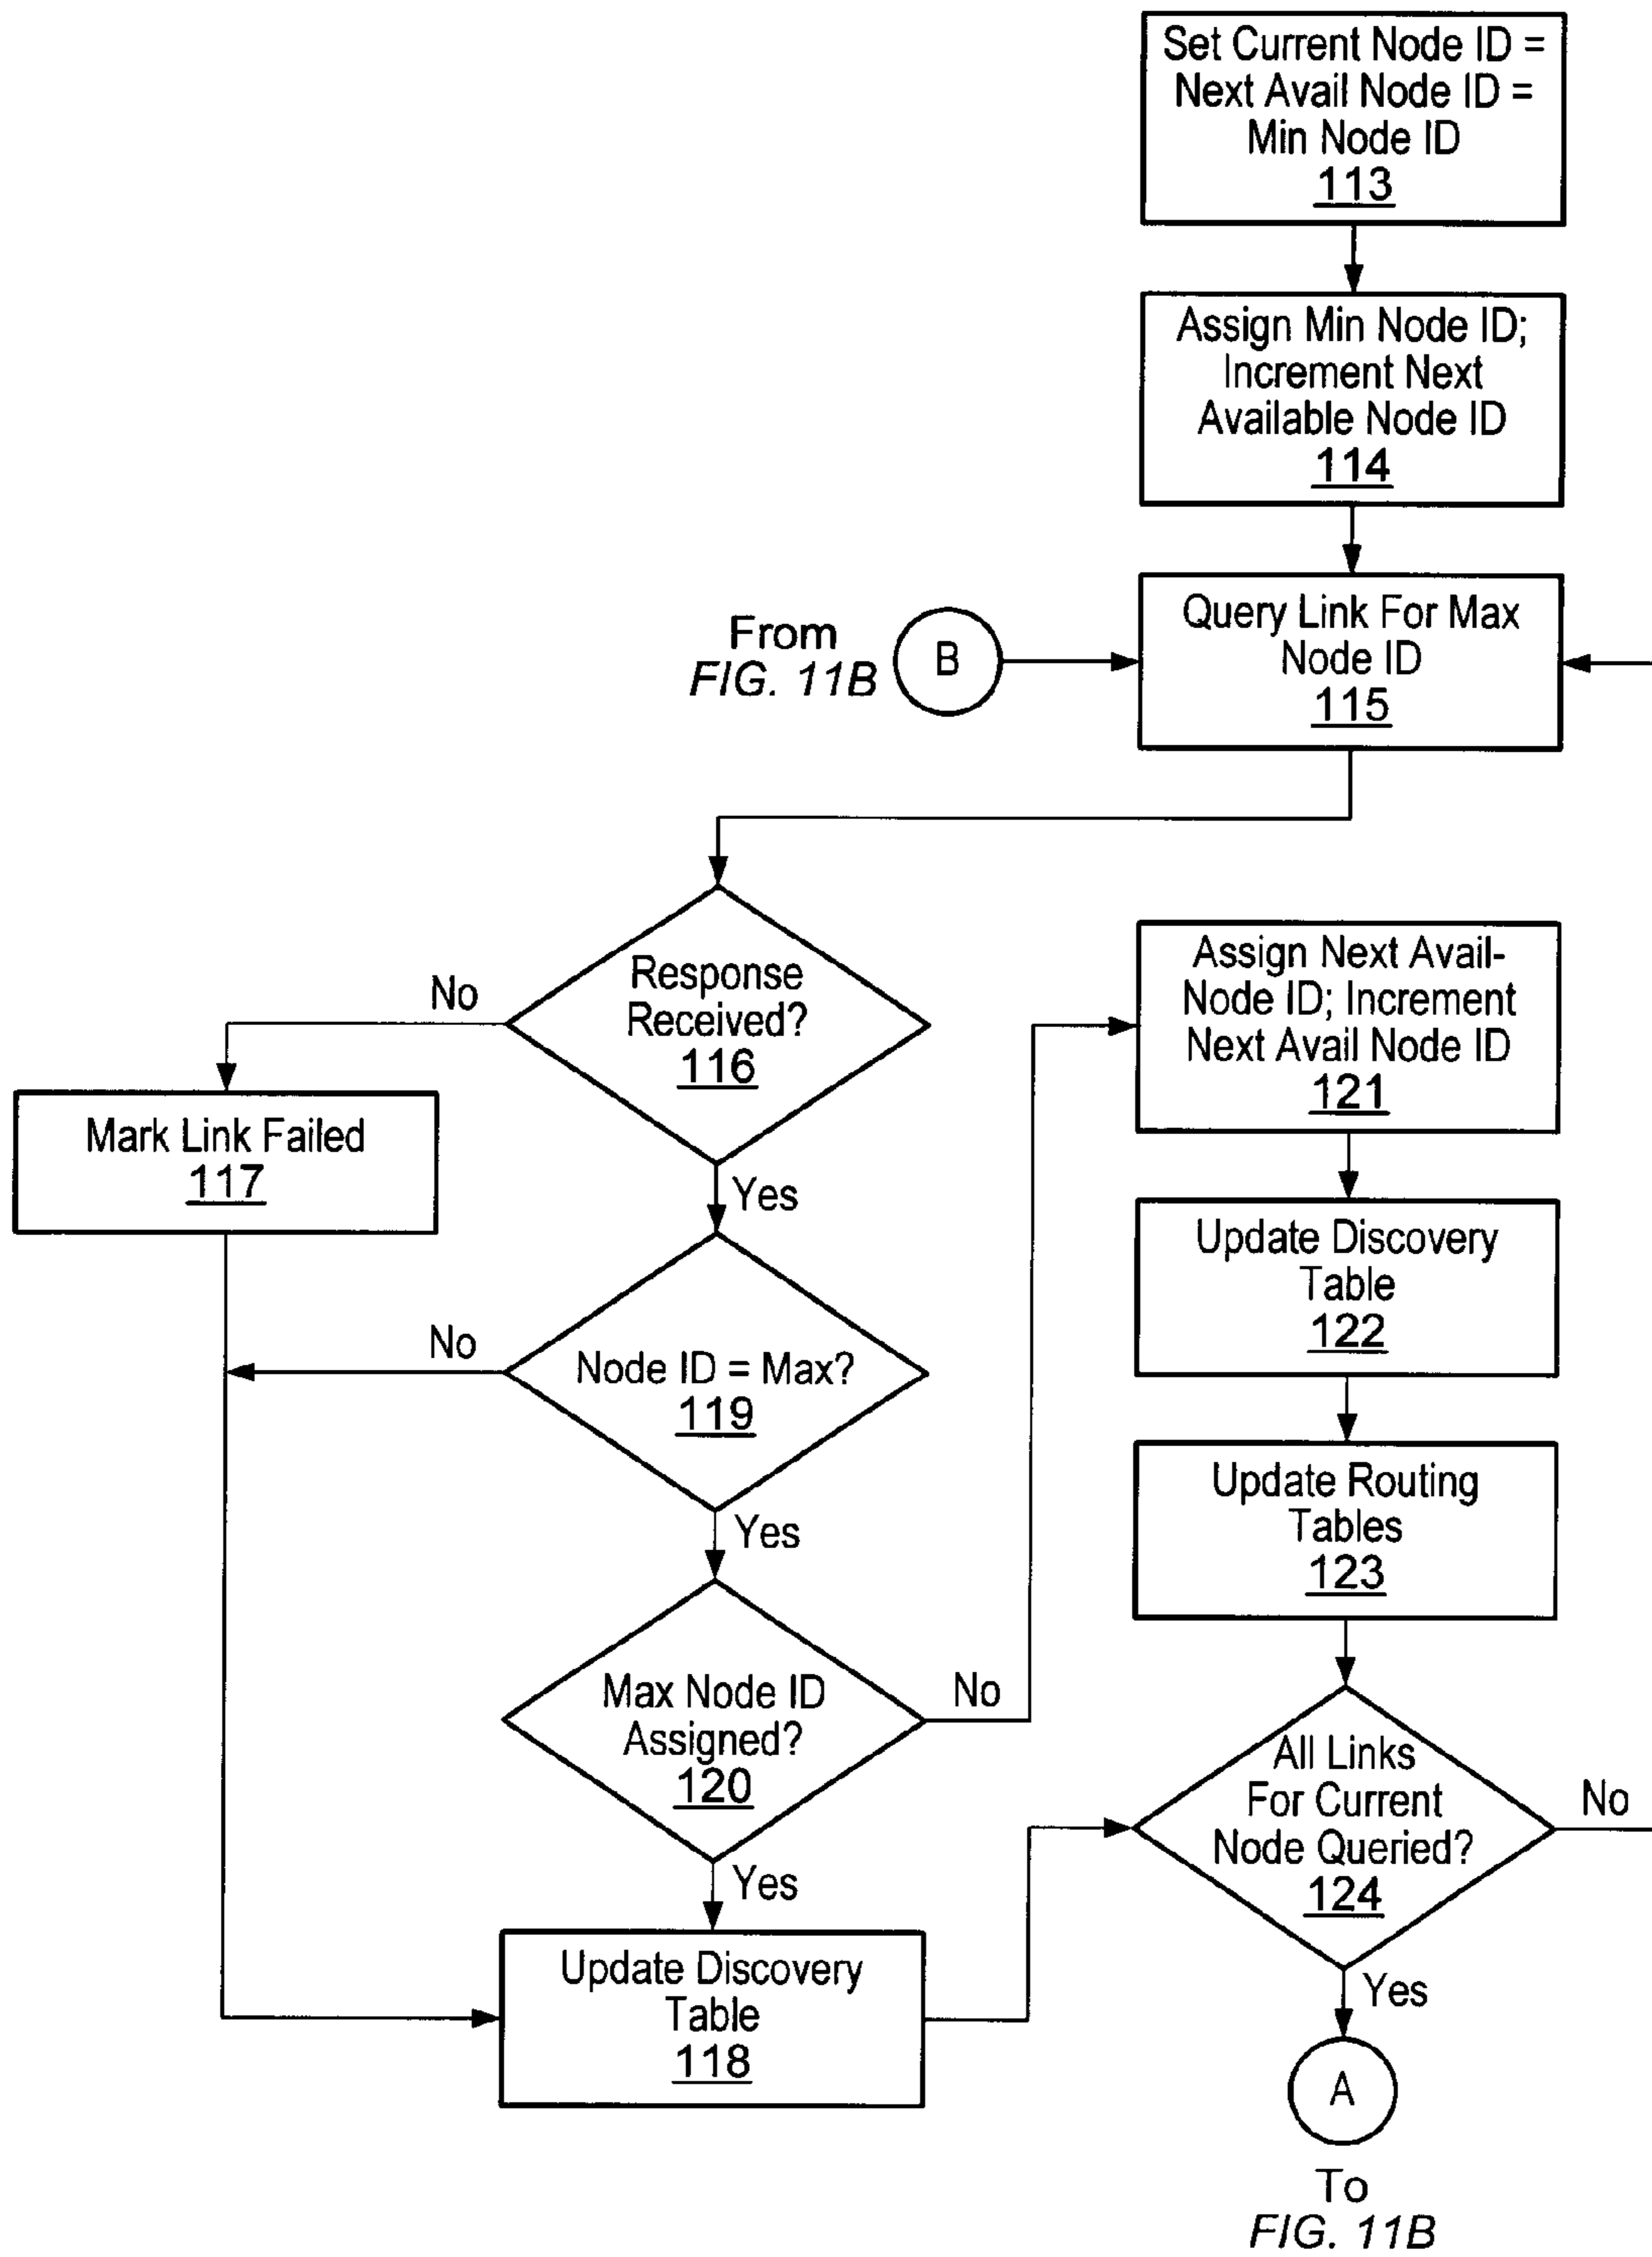 Set Current Node ID =
Next Avail Node ID =
Min Node ID
113
Assign Min Node ID;
Increment Next
Available Node ID
114
From
FIG. 11B
B
Query Link For Max
Node ID
115
Response
Received?
116
No
Yes
Mark Link Failed
117
Node ID = Max?
119
No
Yes
Max Node ID
Assigned?
120
No
Yes
Update Discovery
Table
118
Assign Next Avail-
Node ID; Increment
Next Avail Node ID
121
Update Discovery
Table
122
Update Routing
Tables
123
All Links
For Current
Node Queried?
124
No
Yes
A
To
FIG. 11B